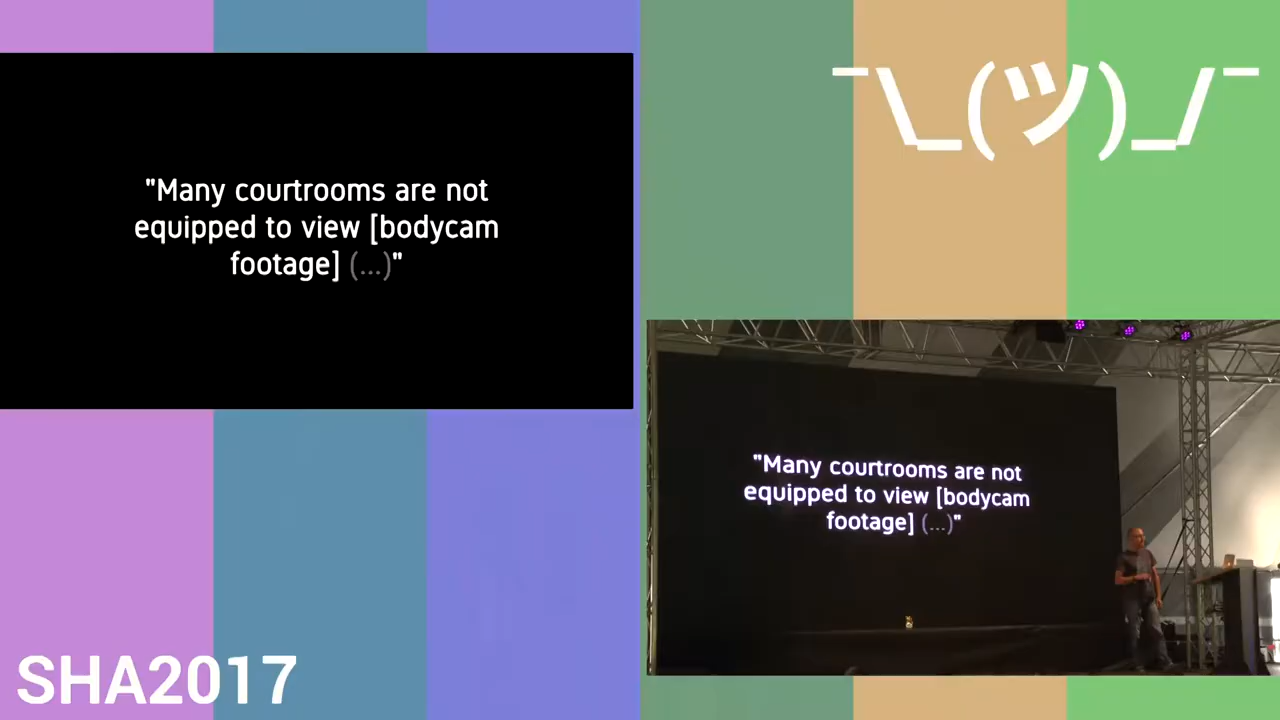 "Many courtrooms are not
equipped to view [bodycam
footage] (...)"
¯\_(ツ)_/¯
"Many courtrooms are not
equipped to view [bodycam
footage] (...)"
SHA2017